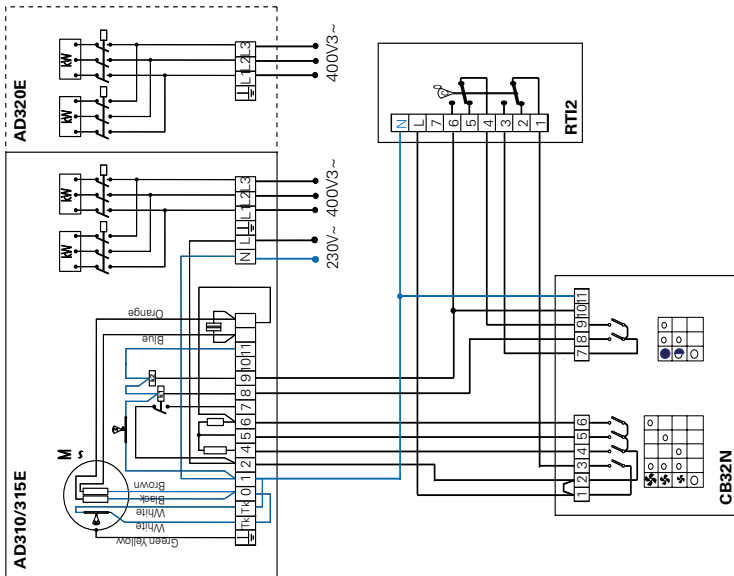 AD320E
kW
kW
L1 L2 L3
400V3~
AD310/315E
kW
kW
N L L1 L2 L3
230V~
400V3~
M
~
Green Yellow
White
White
Black
Brown
Blue
Orange
Tk Tk 0 1 2 4 5 6 7 8 9 10 11
RTI2
N L 7 6 5 4 3 2 1
CB32N
1 2 3 4 5 6
7 8 9 10 11